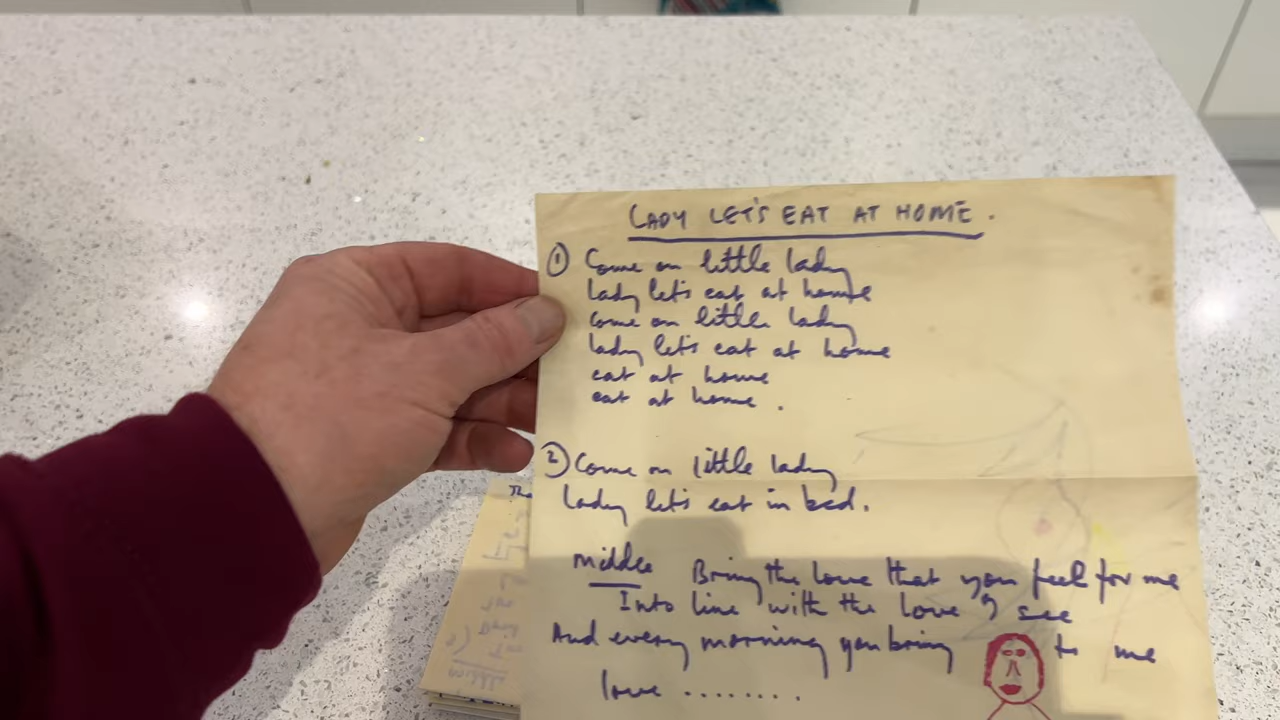 LADY LET'S EAT AT HOME.
① Come on little lady
lady let's eat at home
come on little lady
lady let's eat at home
eat at home
eat at home.
② Come on little lady
lady let's eat in bed.
Middle Bring the love that you feel for me
Into line with the love I see
And every morning you bring to me
love ........